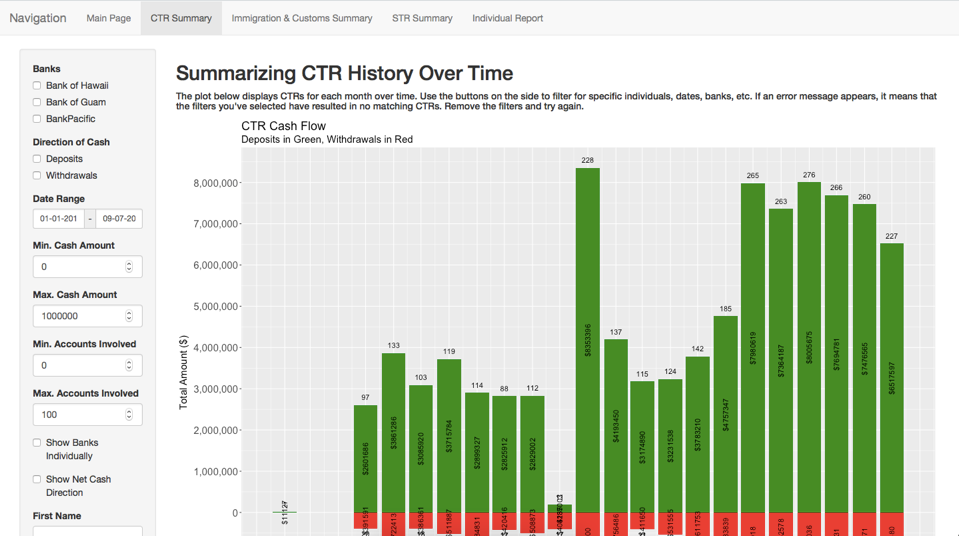 Navigation Main Page CTR Summary Immigration & Customs Summary STR Summary Individual Report
Banks
Bank of Hawaii
Bank of Guam
BankPacific
Direction of Cash
Deposits
Withdrawals
Date Range
01-01-201 - 09-07-20
Min. Cash Amount
0
Max. Cash Amount
1000000
Min. Accounts Involved
0
Max. Accounts Involved
100
Show Banks
Individually
Show Net Cash
Direction
First Name
Summarizing CTR History Over Time
The plot below displays CTRs for each month over time. Use the buttons on the side to filter for specific individuals, dates, banks, etc. If an error message appears, it means that
the filters you've selected have resulted in no matching CTRs. Remove the filters and try again.
CTR Cash Flow
Deposits in Green, Withdrawals in Red
Total Amount ($)
8,000,000
7,000,000
6,000,000
5,000,000
4,000,000
3,000,000
2,000,000
1,000,000
0
97
133
103
119
114
88
112
228
137
115
124
142
185
265
263
276
266
260
227
$2601686
$3861286
$3085920
$3715784
$2899327
$2825912
$2829002
$8353396
$4193450
$3174890
$3231538
$3783210
$4757347
$7980619
$7364187
$8005675
$7694781
$7476565
$6517597